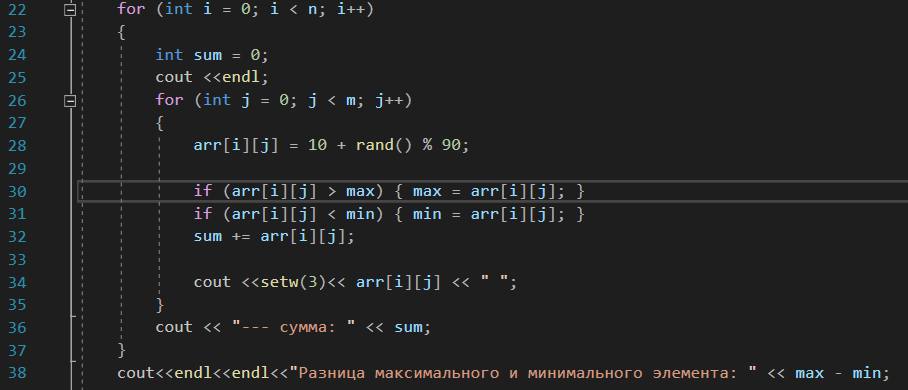 22 for (int i = 0; i < n; i++)
23 {
24 int sum = 0;
25 cout <<endl;
26 for (int j = 0; j < m; j++)
27 {
28 arr[i][j] = 10 + rand() % 90;
29
30 if (arr[i][j] > max) { max = arr[i][j]; }
31 if (arr[i][j] < min) { min = arr[i][j]; }
32 sum += arr[i][j];
33
34 cout <<setw(3)<< arr[i][j] << " ";
35 }
36 cout << "--- сумма: " << sum;
37 }
38 cout<<endl<<endl<<"Разница максимального и минимального элемента: " << max - min;